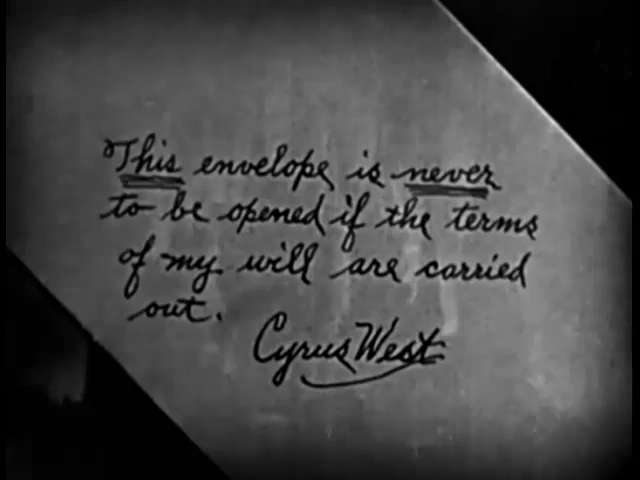 This envelope is never
to be opened if the terms
of my will are carried
out.
Cyrus West